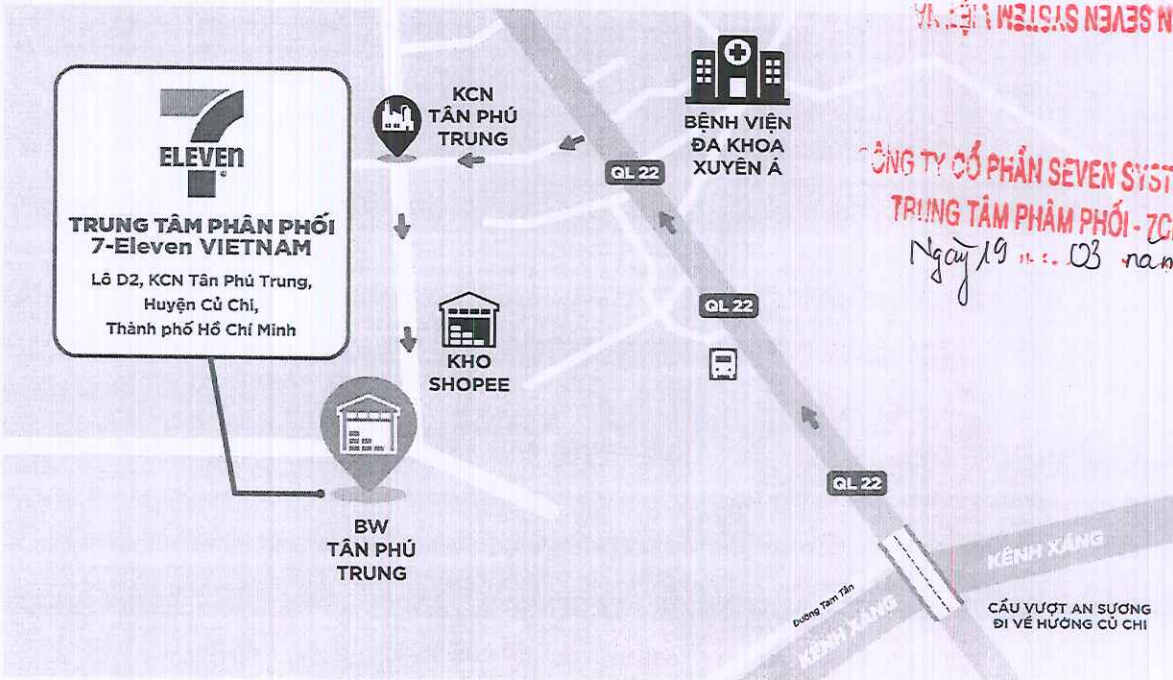 7
ELEVEn
TRUNG TÂM PHÂN PHỐI
7-Eleven VIETNAM
Lô D2, KCN Tân Phú Trung,
Huyện Củ Chi,
Thành phố Hồ Chí Minh
KCN
TÂN PHÚ
TRUNG
BỆNH VIỆN
ĐA KHOA
XUYÊN Á
SEVEN SYSTEM
CÔNG TY CỔ PHẦN SEVEN SYST
TRUNG TÂM PHÂM PHỐI - 7C
Ngày 19 03 năm
QL 22
QL 22
KHO
SHOPEE
QL 22
BW
TÂN PHÚ
TRUNG
KÊNH XÁNG
Đường Tam Tân
KÊNH XÁNG
CẦU VƯỢT AN SƯƠNG
ĐI VỀ HƯỚNG CỦ CHI